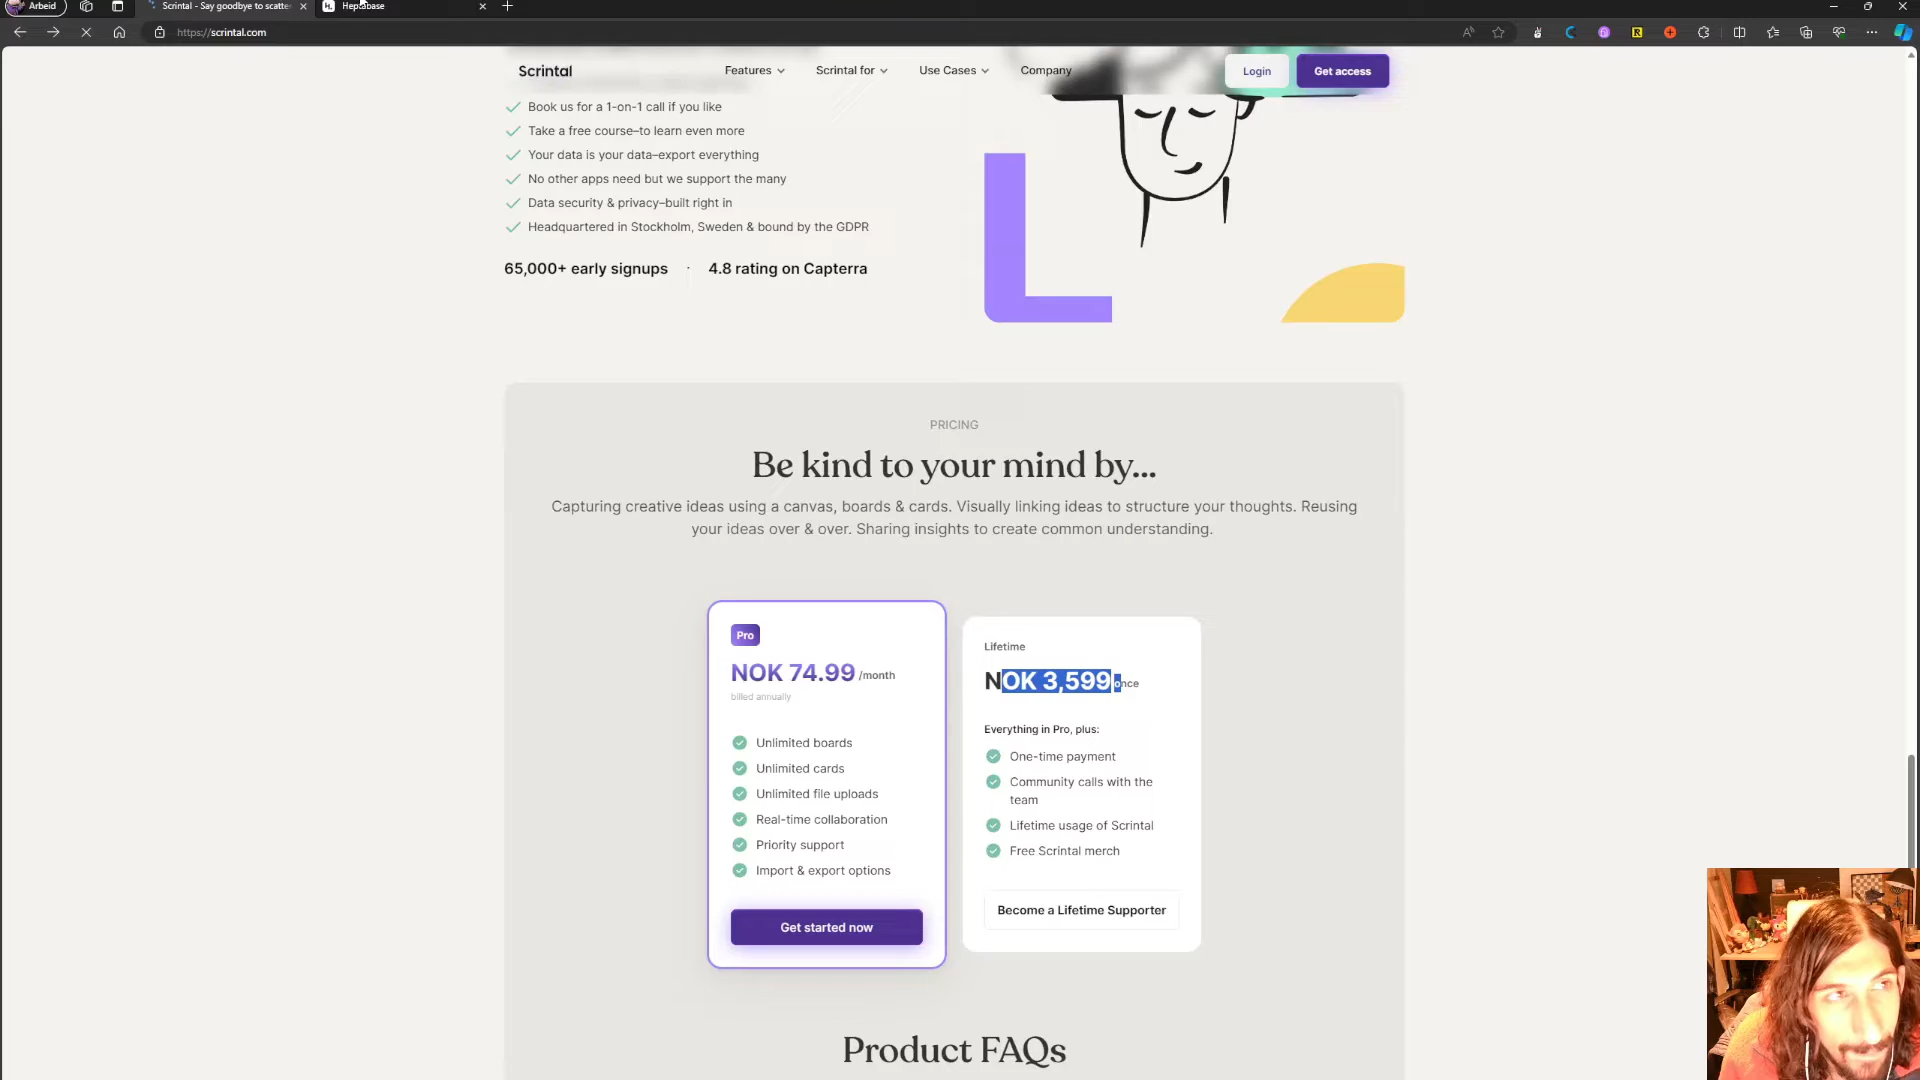 Arbeid
Scrintal - Say goodbye to scatte
Heptabase
https://scrintal.com
Scrintal
Features
Scrintal for
Use Cases
Company
Login
Get access
Book us for a 1-on-1 call if you like
Take a free course–to learn even more
Your data is your data–export everything
No other apps need but we support the many
Data security & privacy–built right in
Headquartered in Stockholm, Sweden & bound by the GDPR
65,000+ early signups · 4.8 rating on Capterra
PRICING
Be kind to your mind by...
Capturing creative ideas using a canvas, boards & cards. Visually linking ideas to structure your thoughts. Reusing
your ideas over & over. Sharing insights to create common understanding.
Pro
NOK 74.99 /month
billed annually
Unlimited boards
Unlimited cards
Unlimited file uploads
Real-time collaboration
Priority support
Import & export options
Get started now
Lifetime
NOK 3,599 once
Everything in Pro, plus:
One-time payment
Community calls with the
team
Lifetime usage of Scrintal
Free Scrintal merch
Become a Lifetime Supporter
Product FAQs